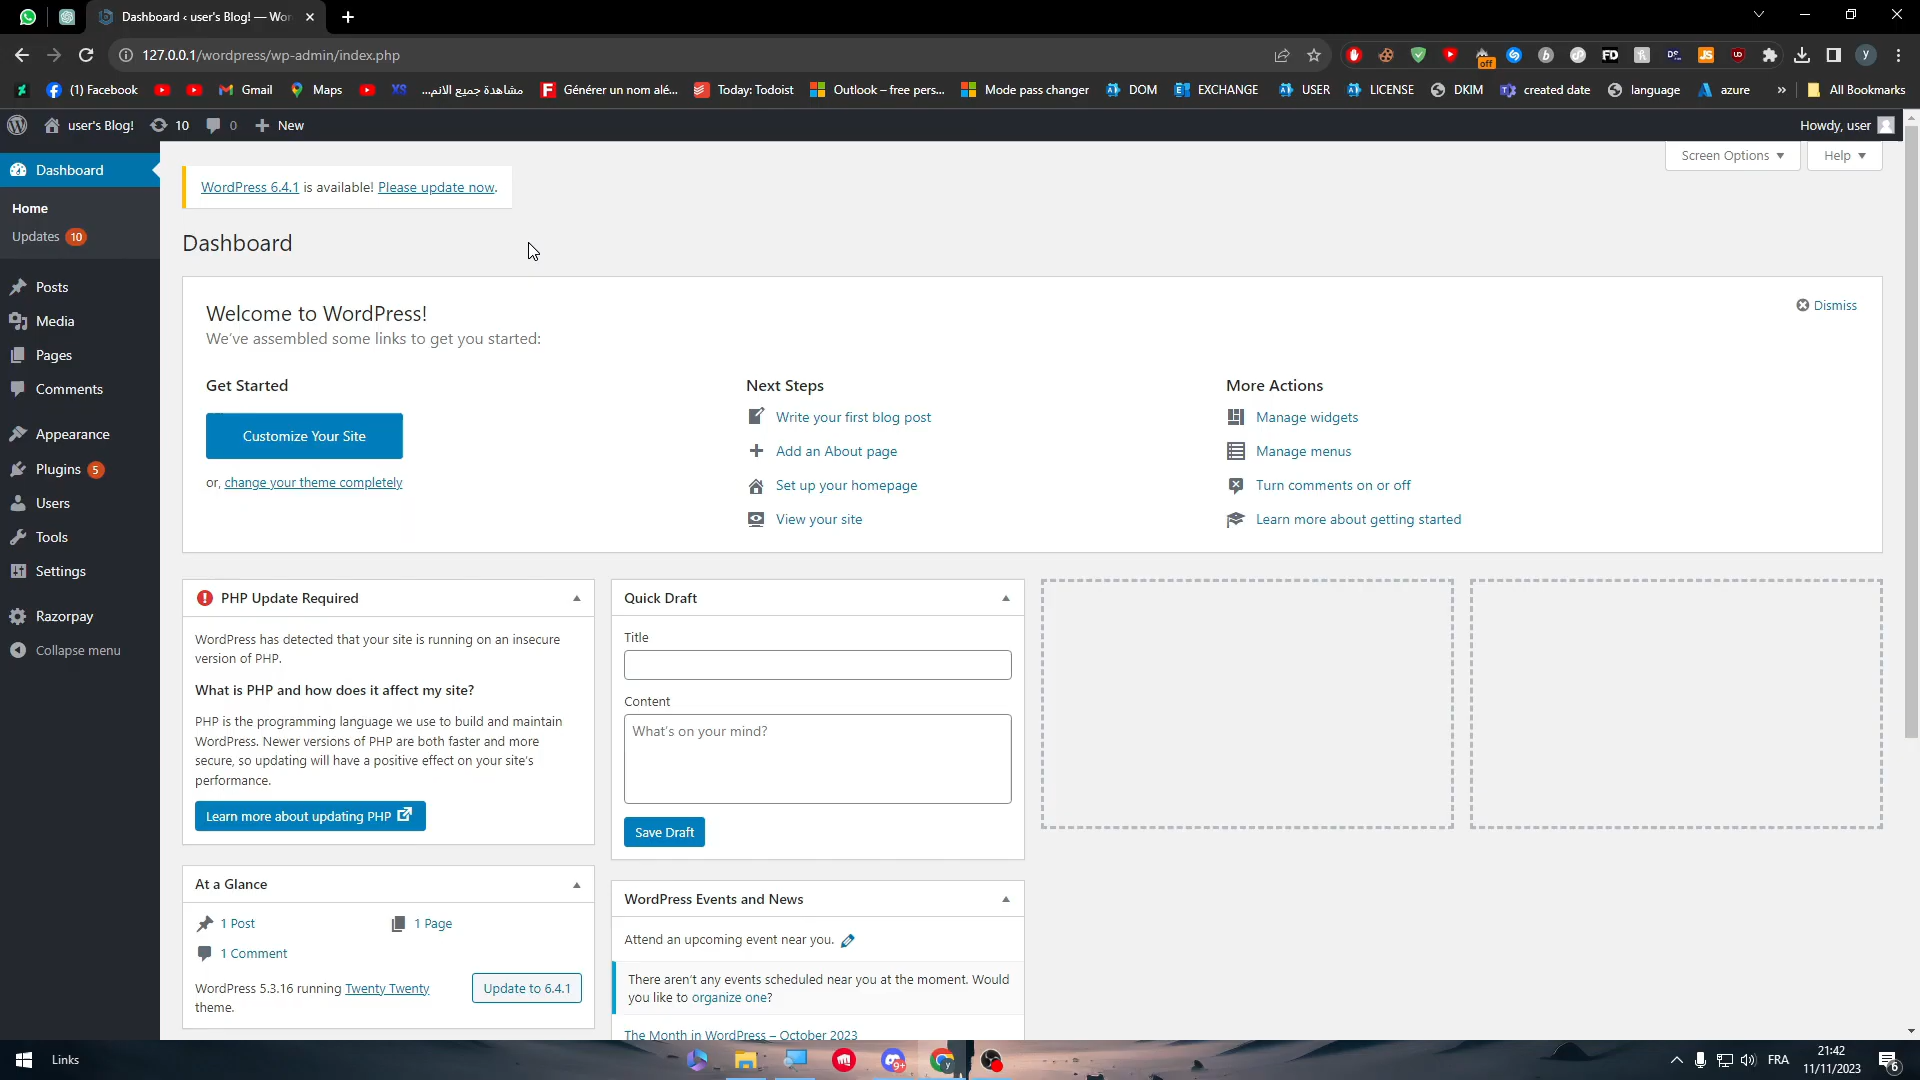 Dashboard ‹ user's Blog! — Wor
127.0.0.1/wordpress/wp-admin/index.php
off
FD
JS
y
(1) Facebook
Gmail
Maps
XS
مشاهدة جميع الانم...
Générer un nom alé...
Today: Todoist
Outlook – free pers...
Mode pass changer
DOM
EXCHANGE
USER
LICENSE
DKIM
created date
language
azure
»
All Bookmarks
user's Blog!
10
0
New
Howdy, user
Dashboard
Home
Updates 10
Posts
Media
Pages
Comments
Appearance
Plugins 5
Users
Tools
Settings
Razorpay
Collapse menu
Screen Options
Help
WordPress 6.4.1 is available! Please update now.
Dashboard
Welcome to WordPress!
We've assembled some links to get you started:
Dismiss
Get Started
Customize Your Site
or, change your theme completely
Next Steps
Write your first blog post
Add an About page
Set up your homepage
View your site
More Actions
Manage widgets
Manage menus
Turn comments on or off
Learn more about getting started
PHP Update Required
WordPress has detected that your site is running on an insecure
version of PHP.
What is PHP and how does it affect my site?
PHP is the programming language we use to build and maintain
WordPress. Newer versions of PHP are both faster and more
secure, so updating will have a positive effect on your site's
performance.
Learn more about updating PHP
At a Glance
1 Post
1 Page
1 Comment
WordPress 5.3.16 running Twenty Twenty
theme.
Update to 6.4.1
Quick Draft
Title
Content
What's on your mind?
Save Draft
WordPress Events and News
Attend an upcoming event near you.
There aren't any events scheduled near you at the moment. Would
you like to organize one?
The Month in WordPress – October 2023
Links
9+
FRA
21:42
11/11/2023
6